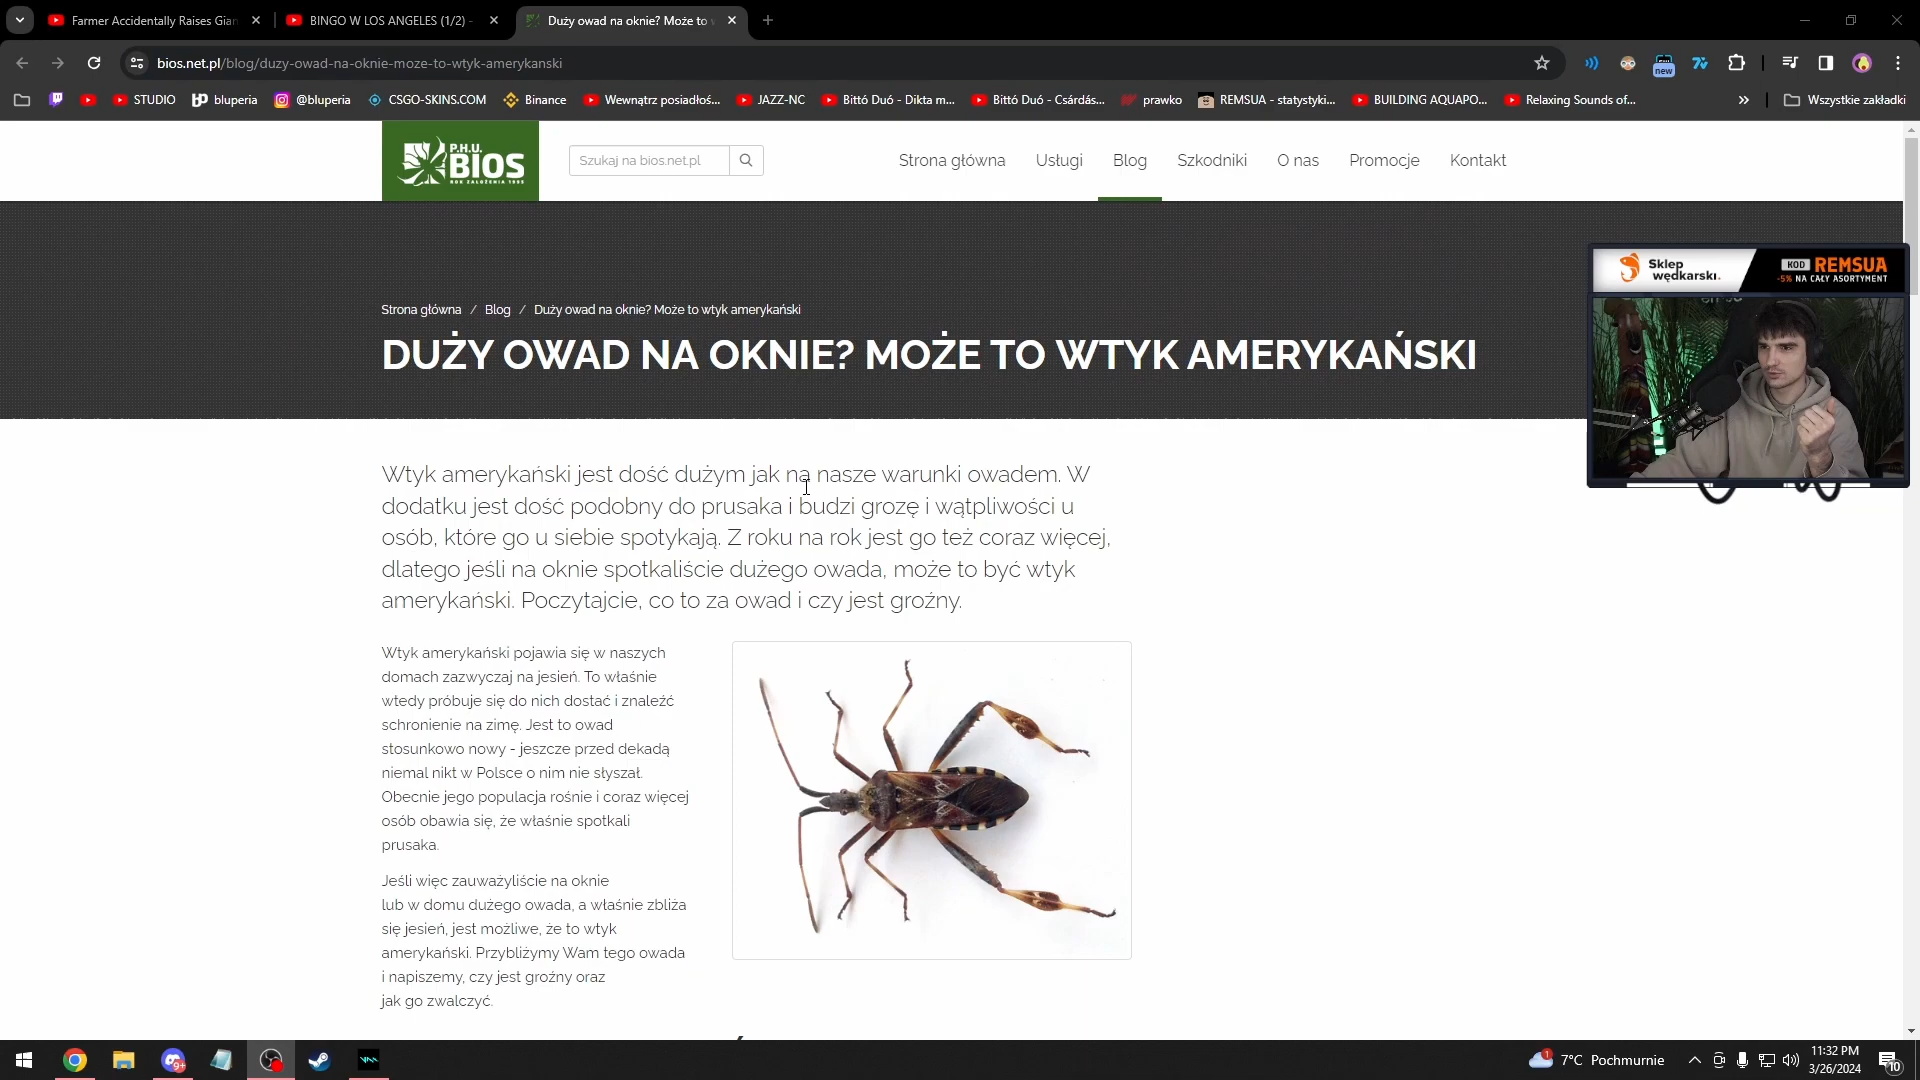 Farmer Accidentally Raises Gian
BINGO W LOS ANGELES (1/2) -
Duży owad na oknie? Może to w
bios.net.pl/blog/duzy-owad-na-oknie-moze-to-wtyk-amerykanski
new
STUDIO
bluperia
@bluperia
CSGO-SKINS.COM
Binance
Wewnątrz posiadłoś...
JAZZ-NC
Bittó Duó - Dikta m...
Bittó Duó - Csárdás...
prawko
REMSUA - statystyki...
BUILDING AQUAPO...
Relaxing Sounds of...
Wszystkie zakładki
P.H.U.
BIOS
ROK ZAŁOŻENIA 1995
Szukaj na bios.net.pl
Strona główna
Usługi
Blog
Szkodniki
O nas
Promocje
Kontakt
Sklep
wędkarski.
KOD REMSUA
-5% NA CAŁY ASORTYMENT
Strona główna / Blog / Duży owad na oknie? Może to wtyk amerykański
DUŻY OWAD NA OKNIE? MOŻE TO WTYK AMERYKAŃSKI
Wtyk amerykański jest dość dużym jak na nasze warunki owadem. W
dodatku jest dość podobny do prusaka i budzi grozę i wątpliwości u
osób, które go u siebie spotykają. Z roku na rok jest go też coraz więcej,
dlatego jeśli na oknie spotkaliście dużego owada, może to być wtyk
amerykański. Poczytajcie, co to za owad i czy jest groźny.
Wtyk amerykański pojawia się w naszych
domach zazwyczaj na jesień. To właśnie
wtedy próbuje się do nich dostać i znaleźć
schronienie na zimę. Jest to owad
stosunkowo nowy - jeszcze przed dekadą
niemal nikt w Polsce o nim nie słyszał.
Obecnie jego populacja rośnie i coraz więcej
osób obawia się, że właśnie spotkali
prusaka.
Jeśli więc zauważyliście na oknie
lub w domu dużego owada, a właśnie zbliża
się jesień, jest możliwe, że to wtyk
amerykański. Przybliżymy Wam tego owada
i napiszemy, czy jest groźny oraz
jak go zwalczyć.
9+
1
7°C Pochmurnie
11:32 PM
3/26/2024
10